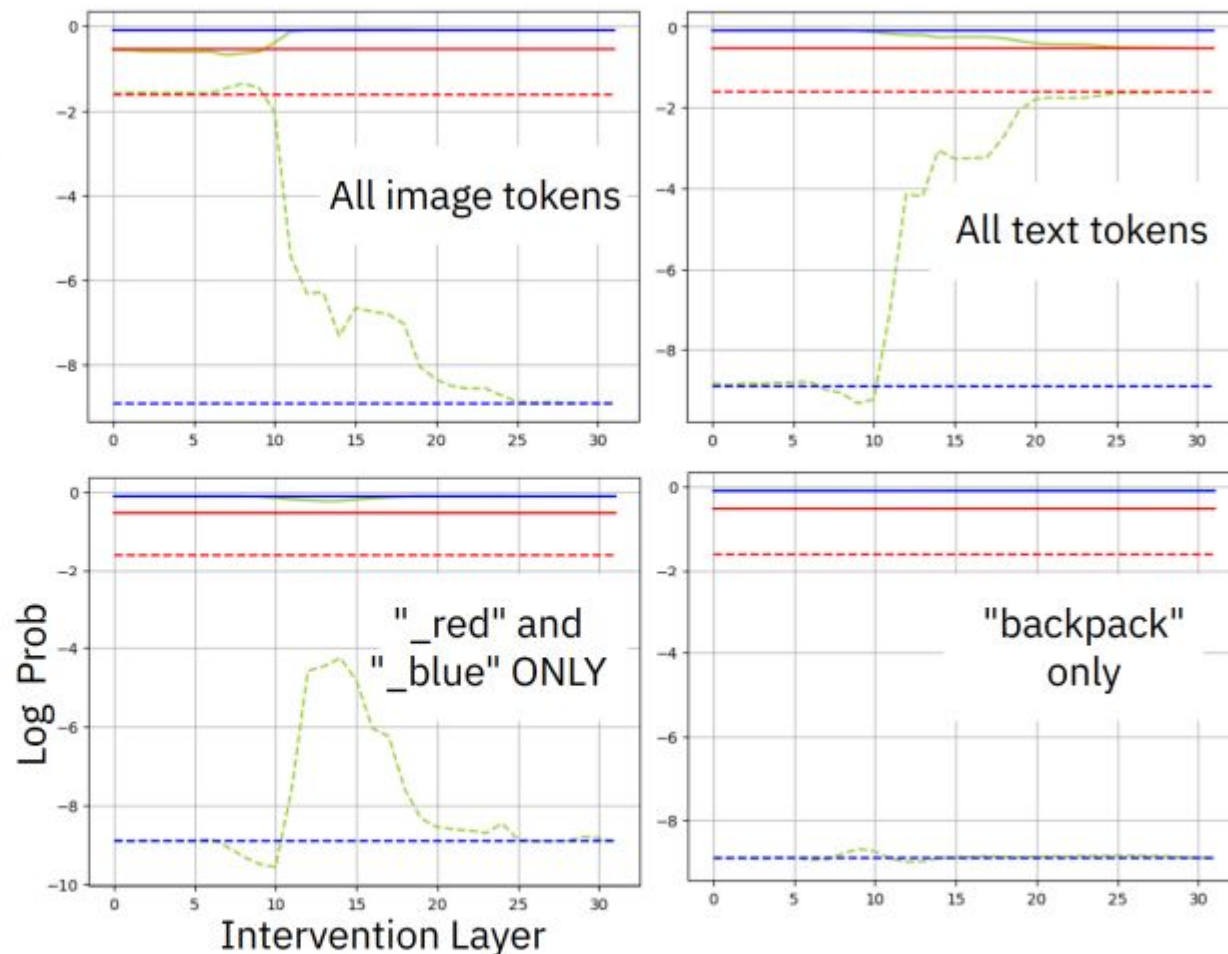 0
−2
−4
−6
−8
0 5 10 15 20 25 30
All image tokens
0
−2
−4
−6
−8
0 5 10 15 20 25 30
All text tokens
0
−2
−4
−6
−8
−10
0 5 10 15 20 25 30
"_red" and
"_blue" ONLY
Log Prob
Intervention Layer
0
−2
−4
−6
−8
0 5 10 15 20 25 30
"backpack"
only